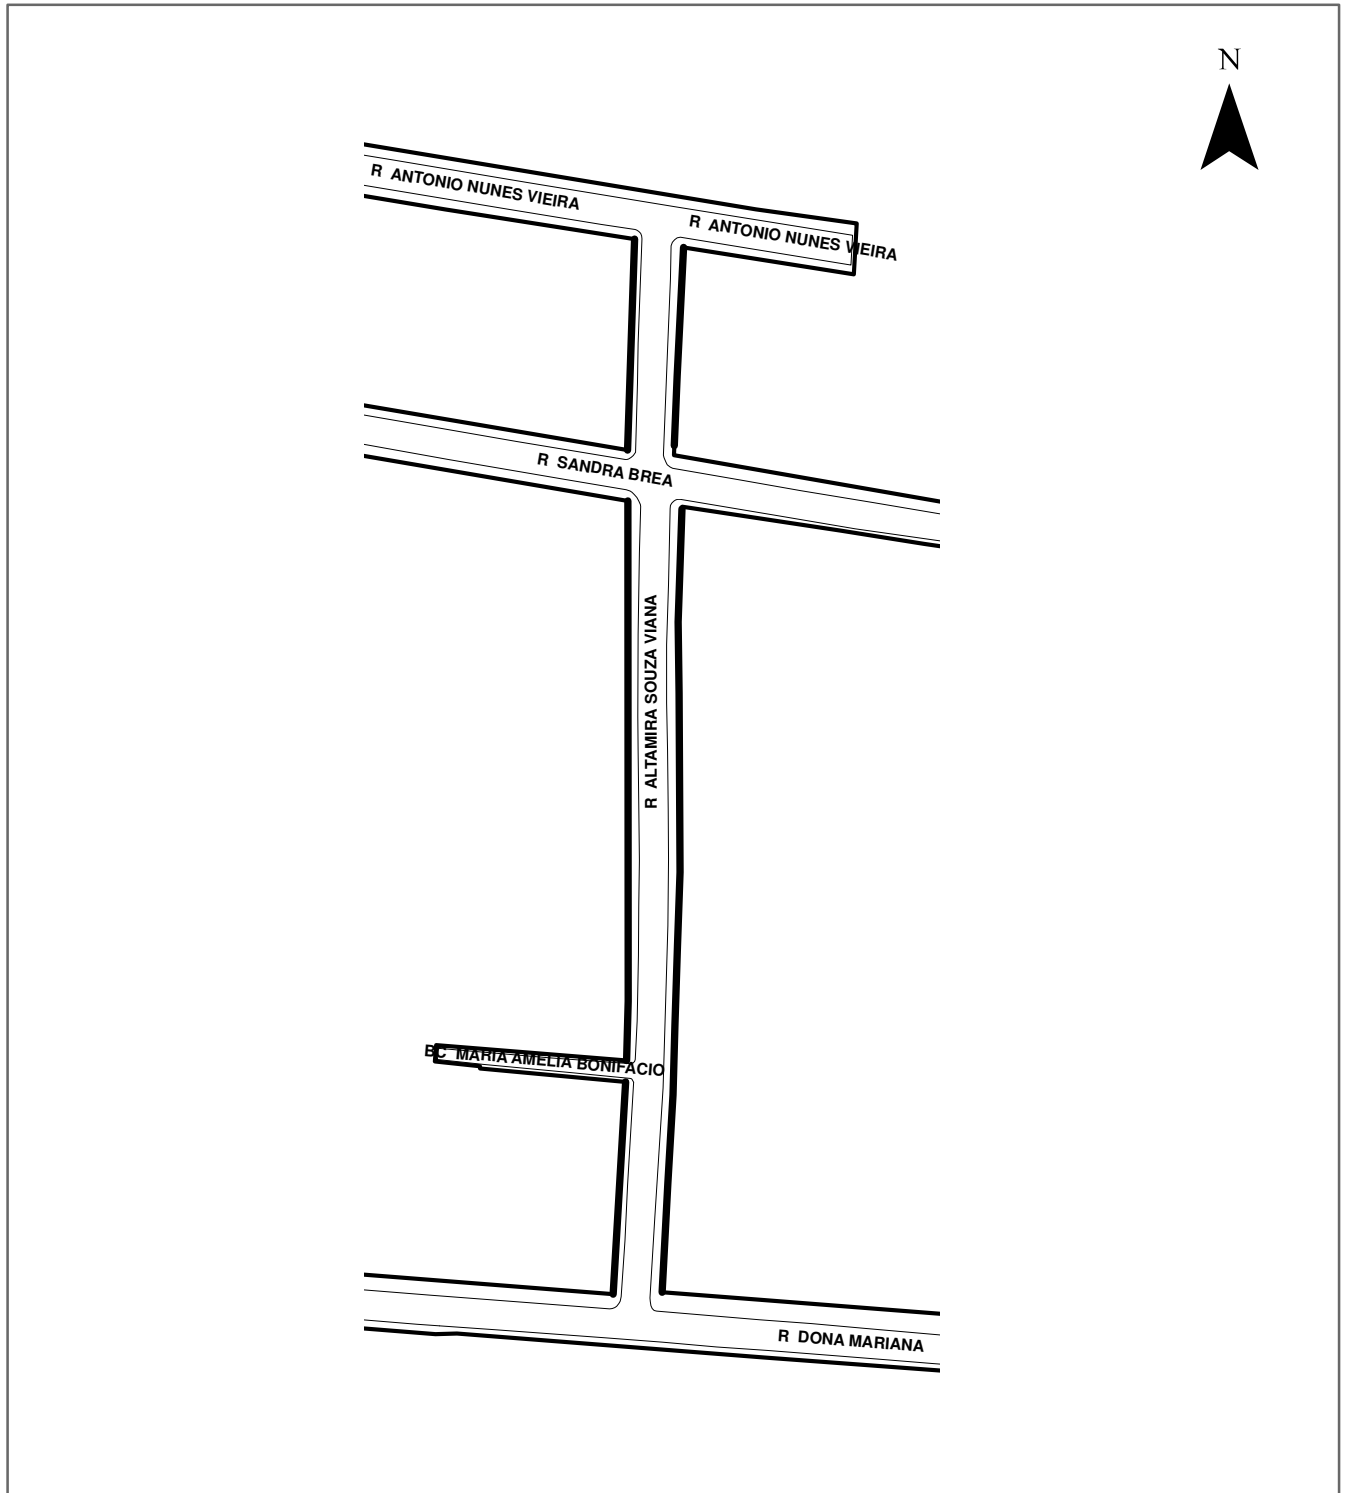 N
R ANTONIO NUNES VIEIRA
R ANTONIO NUNES VIEIRA
R SANDRA BREA
R ALTAMIRA SOUZA VIANA
BC MARIA AMELIA BONIFACIO
R DONA MARIANA